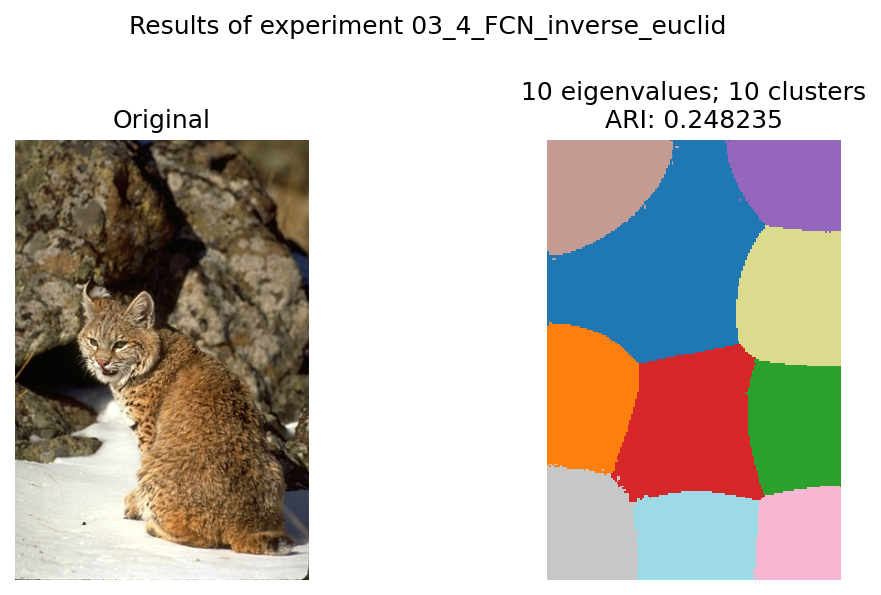 Results of experiment 03_4_FCN_inverse_euclid
Original
10 eigenvalues; 10 clusters
ARI: 0.248235